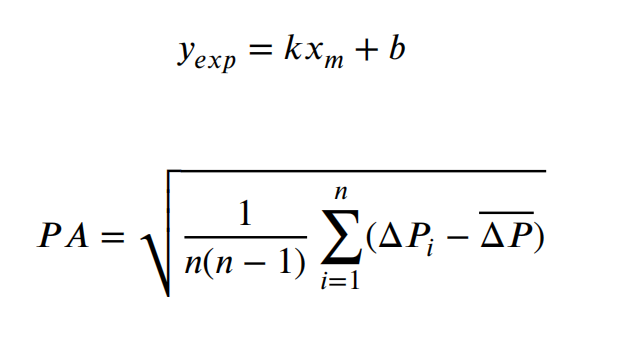 y_{exp} = kx_m + b
PA = \sqrt{\frac{1}{n(n-1)} \sum_{i=1}^{n} (\Delta P_i - \overline{\Delta P})}